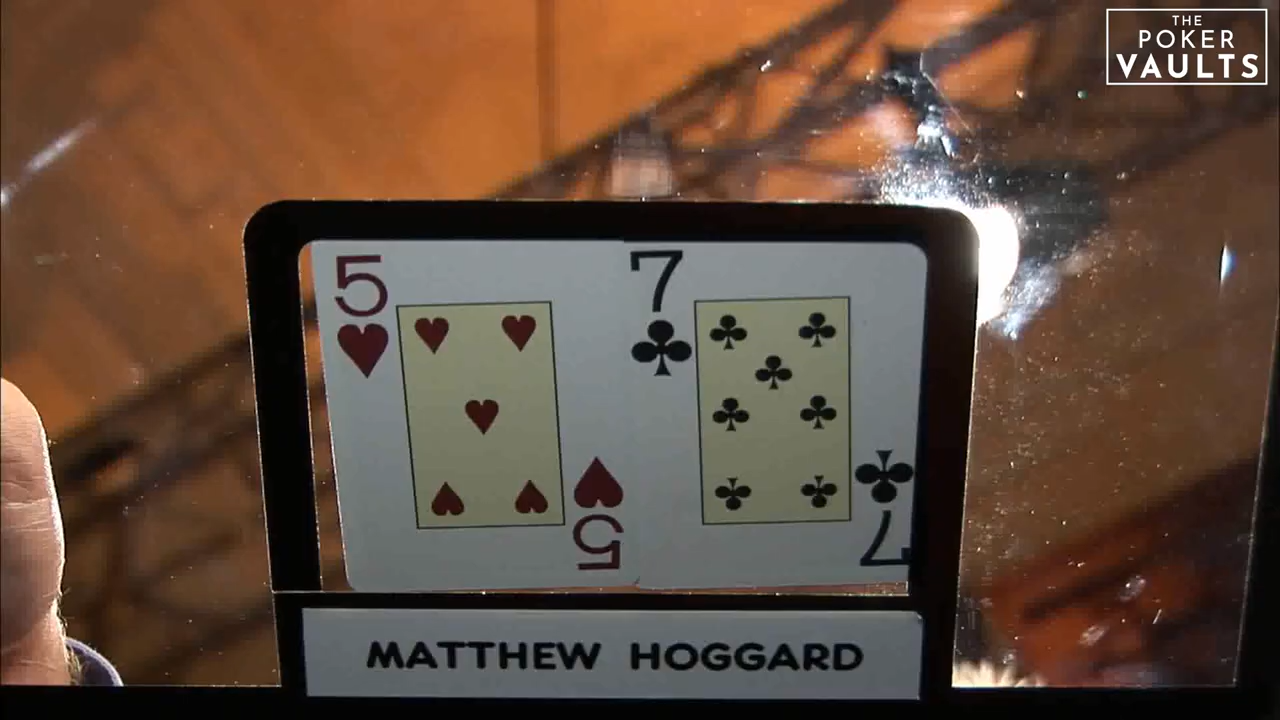 THE
POKER
VAULTS
5 7
5 7
MATTHEW HOGGARD